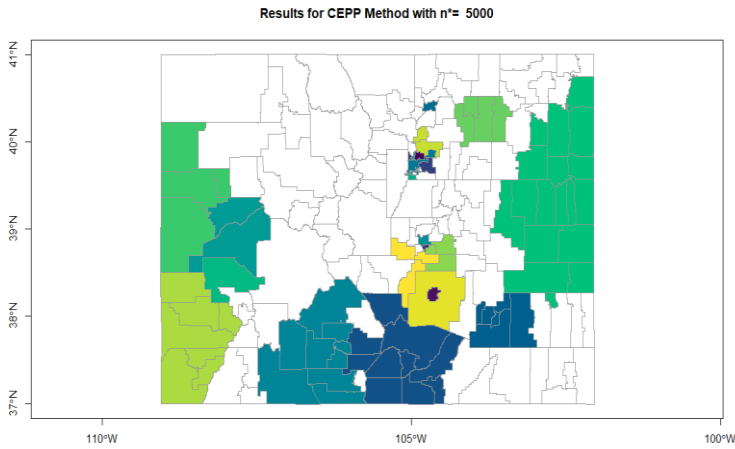 Results for CEPP Method with n*= 5000
41°N
40°N
39°N
38°N
37°N
110°W
105°W
100°W